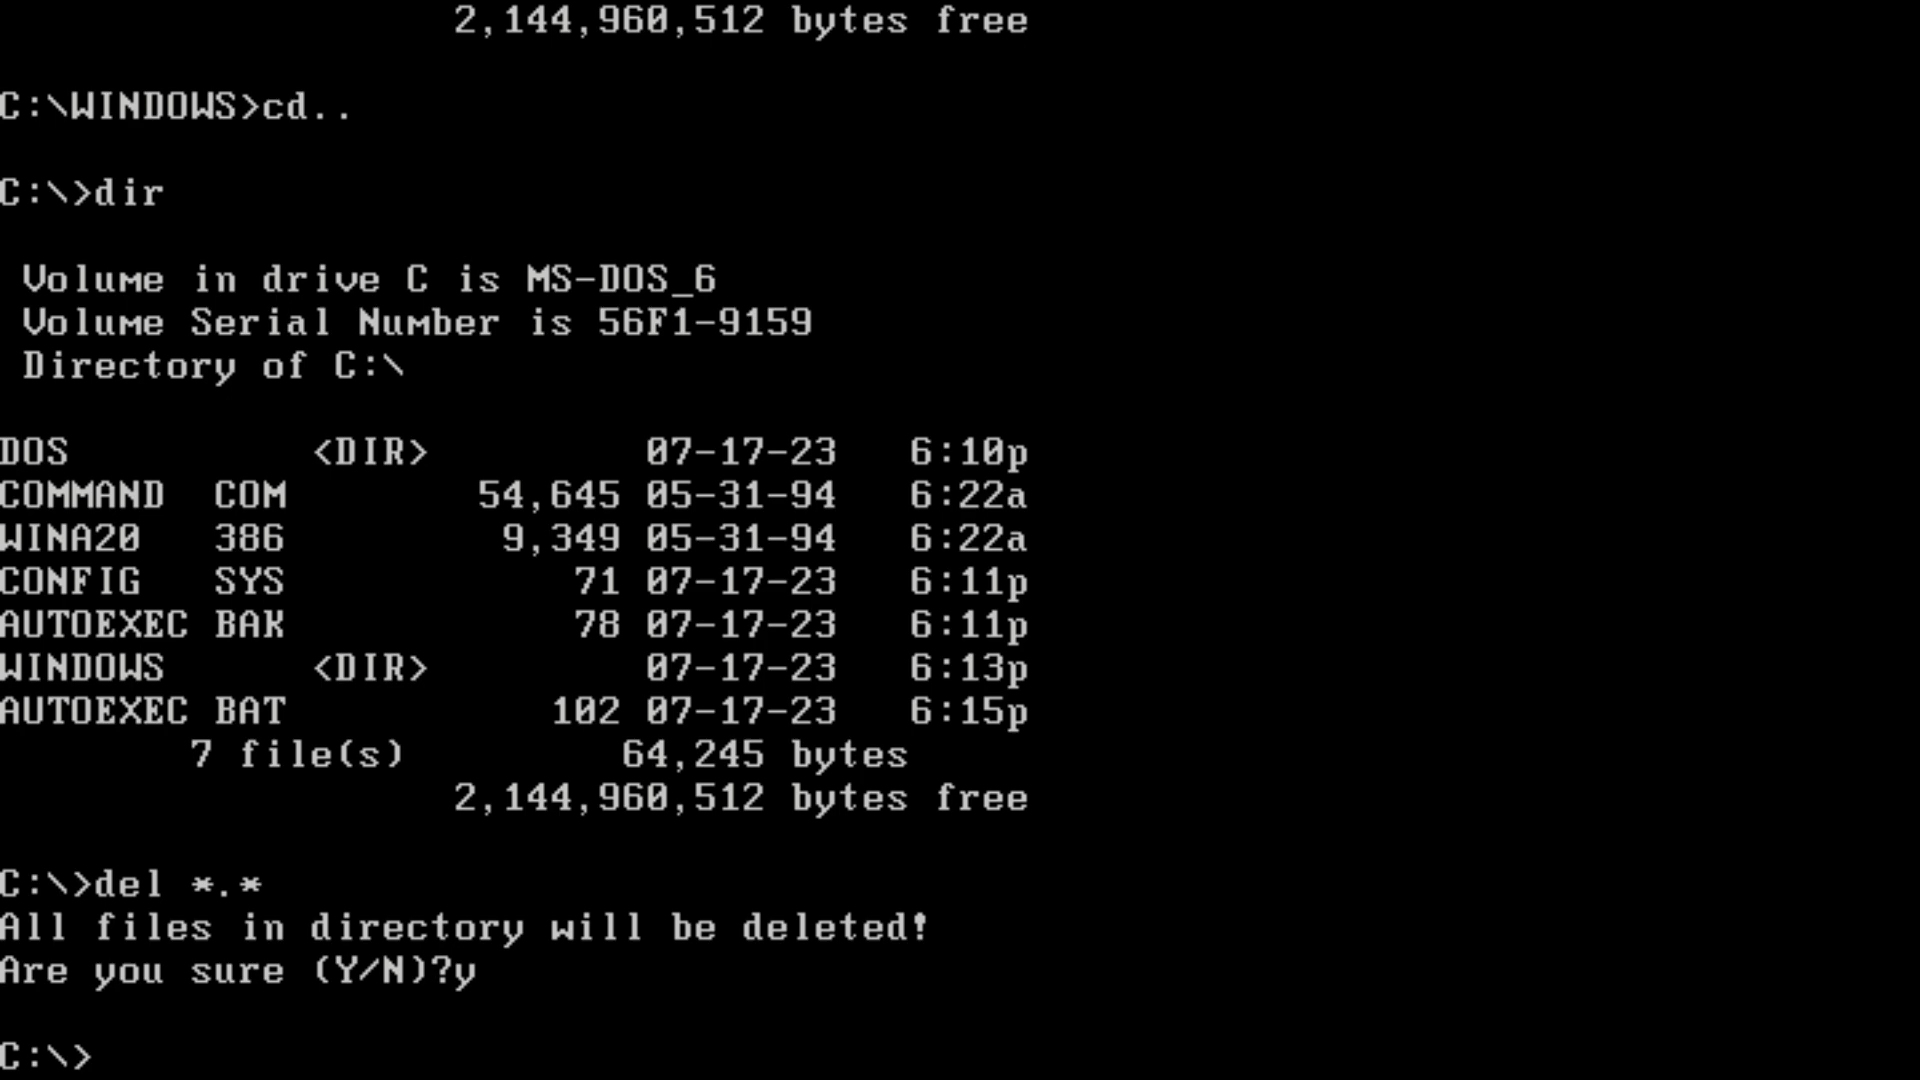 2,144,960,512 bytes free
C:\WINDOWS>cd..
C:\>dir
Volume in drive C is MS-DOS_6
Volume Serial Number is 56F1-9159
Directory of C:\
DOS <DIR> 07-17-23 6:10p
COMMAND COM 54,645 05-31-94 6:22a
WINA20 386 9,349 05-31-94 6:22a
CONFIG SYS 71 07-17-23 6:11p
AUTOEXEC BAK 78 07-17-23 6:11p
WINDOWS <DIR> 07-17-23 6:13p
AUTOEXEC BAT 102 07-17-23 6:15p
7 file(s) 64,245 bytes
2,144,960,512 bytes free
C:\>del *.*
All files in directory will be deleted!
Are you sure (Y/N)?y
C:\>